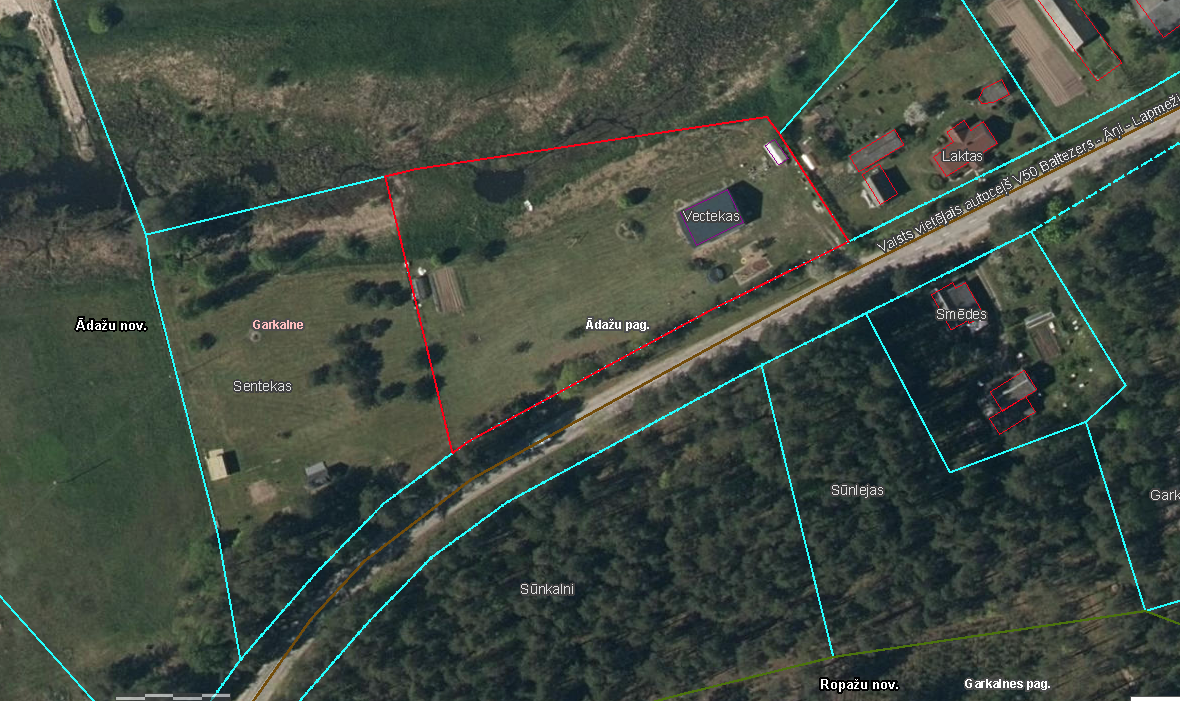 Laktas
Valsts vietējais autoceļš V50 Baltezers - Āņi - Lapmeži
Vectekas
Ādažu nov.
Garkalne
Ādažu pag.
Smēdes
Sentekas
Sūnlejas
Gark
Sūnkalni
Ropažu nov.
Garkalnes pag.